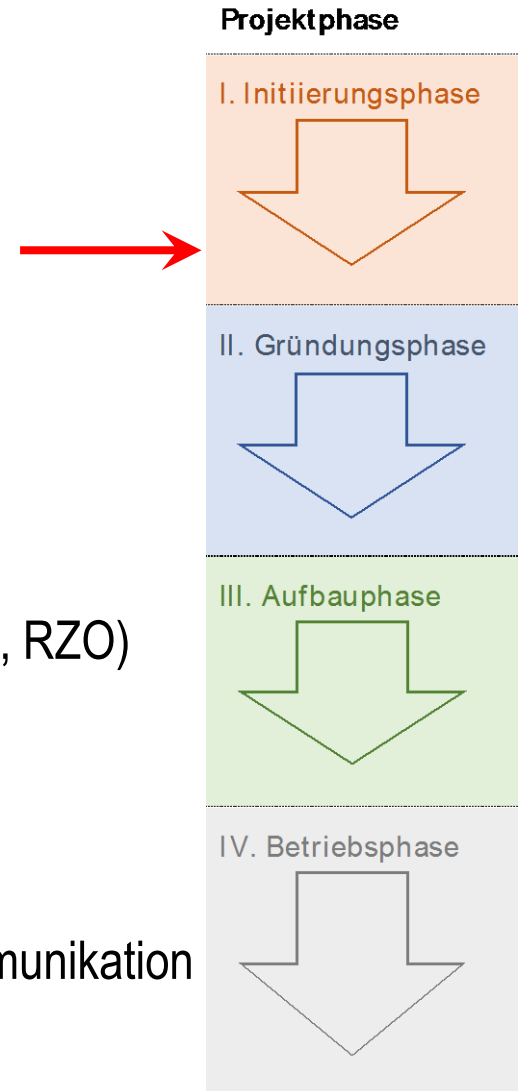 Projektphase
I. Initiierungsphase
II. Gründungsphase
III. Aufbauphase
, RZO)
IV. Betriebsphase
munikation